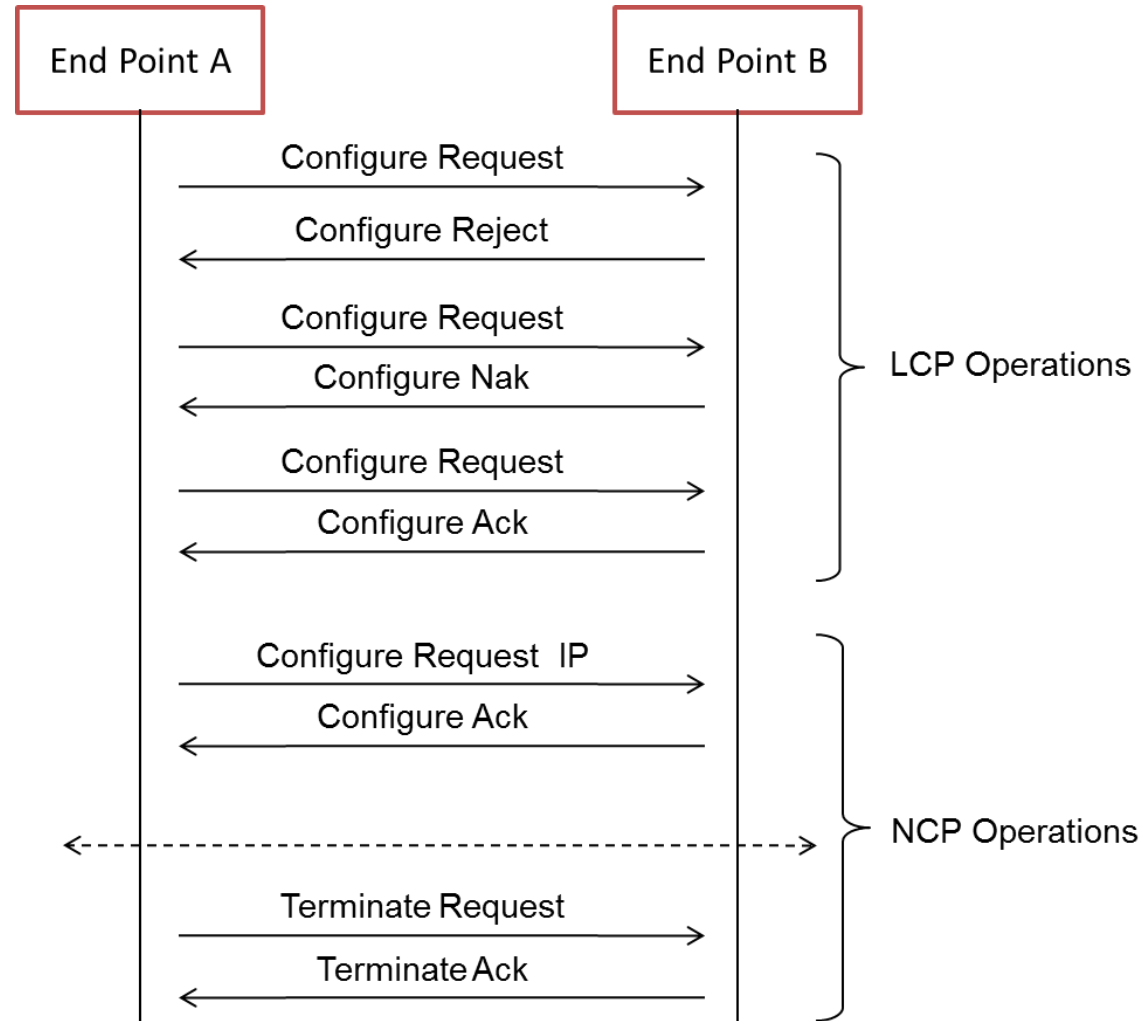 End Point A
End Point B
Configure Request
Configure Reject
Configure Request
Configure Nak
LCP Operations
Configure Request
Configure Ack
Configure Request IP
Configure Ack
NCP Operations
Terminate Request
Terminate Ack